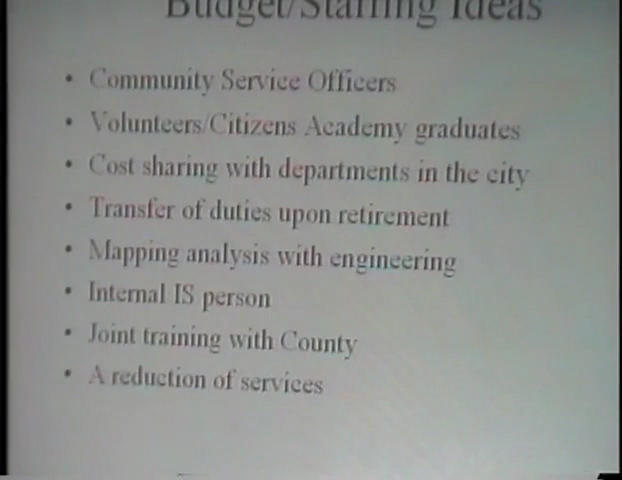 Budget/Staffing Ideas
• Community Service Officers
• Volunteers/Citizens Academy graduates
• Cost sharing with departments in the city
• Transfer of duties upon retirement
• Mapping analysis with engineering
• Internal IS person
• Joint training with County
• A reduction of services